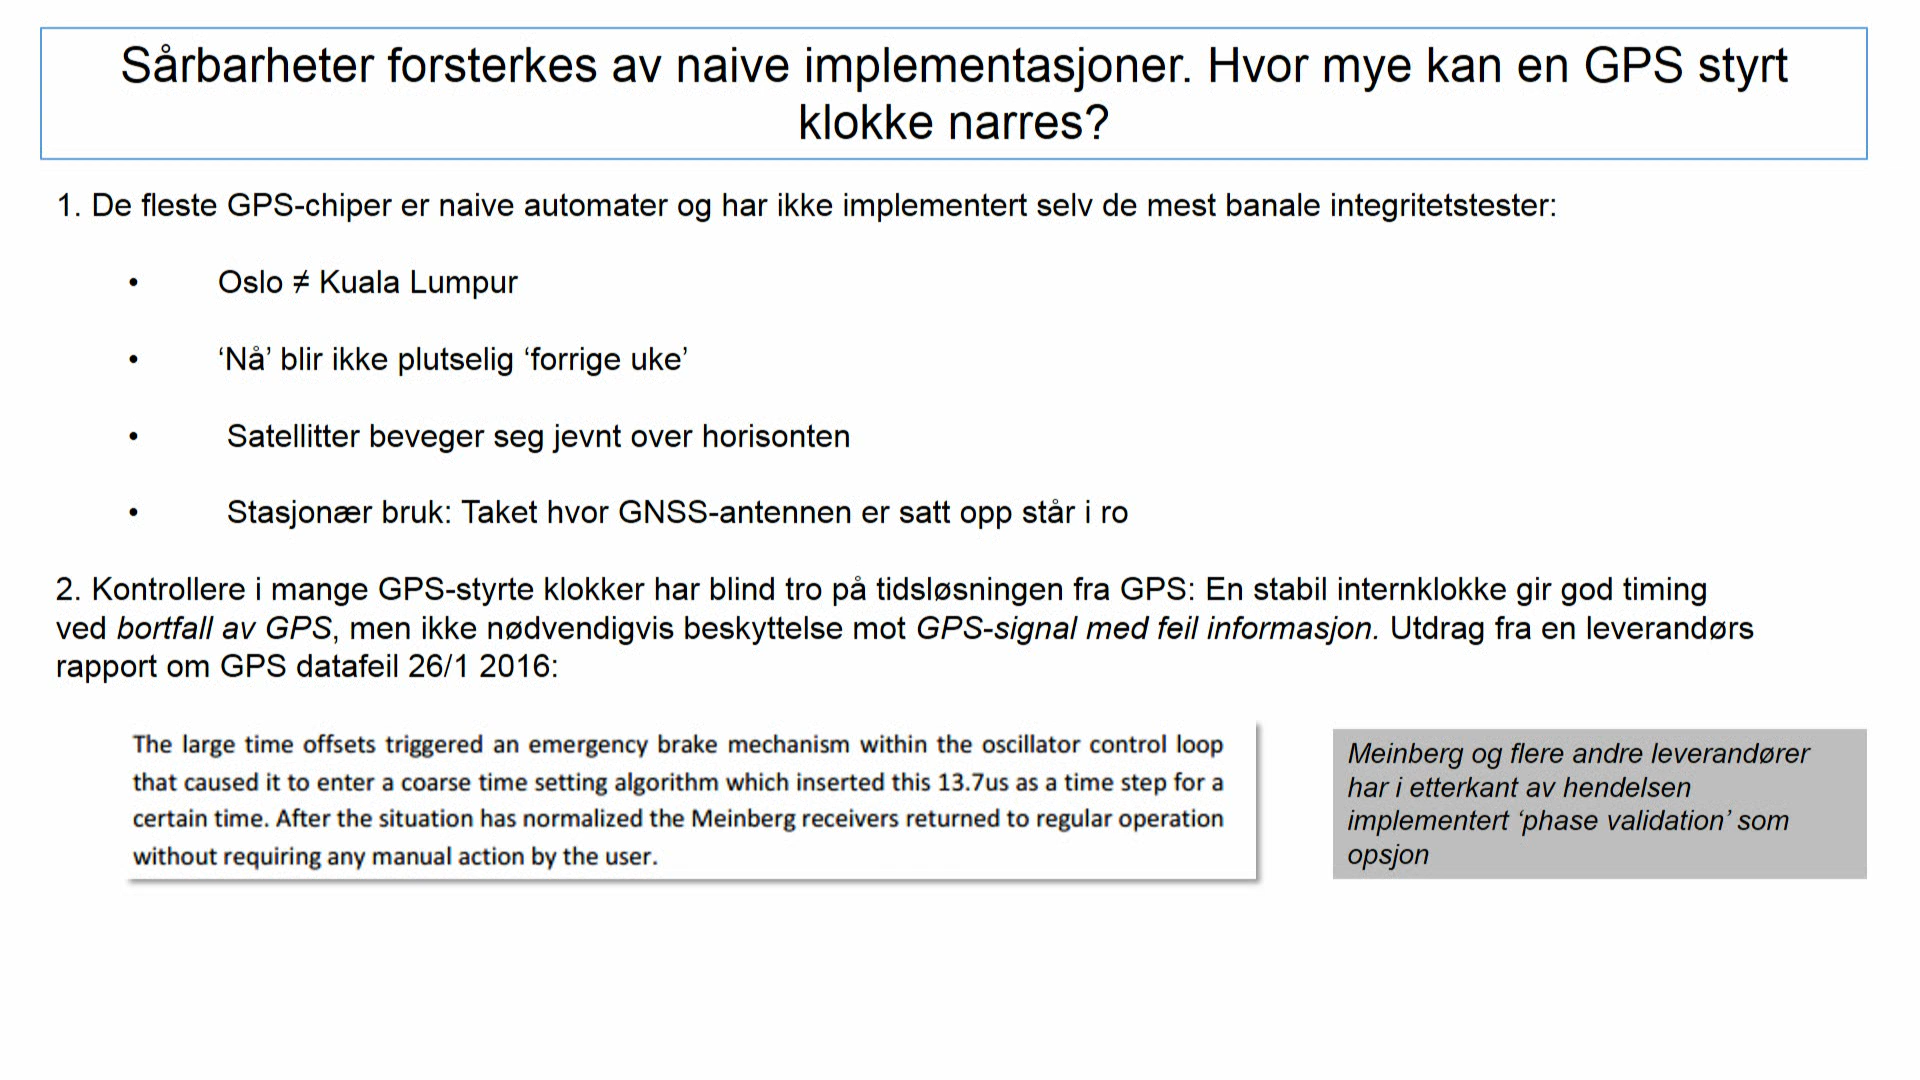 Sårbarheter forsterkes av naive implementasjoner. Hvor mye kan en GPS styrt
klokke narres?
1. De fleste GPS-chiper er naive automater og har ikke implementert selv de mest banale integritetstester:
• Oslo ≠ Kuala Lumpur
• ‘Nå’ blir ikke plutselig ‘forrige uke’
• Satellitter beveger seg jevnt over horisonten
• Stasjonær bruk: Taket hvor GNSS-antennen er satt opp står i ro
2. Kontrollere i mange GPS-styrte klokker har blind tro på tidsløsningen fra GPS: En stabil internklokke gir god timing
ved bortfall av GPS, men ikke nødvendigvis beskyttelse mot GPS-signal med feil informasjon. Utdrag fra en leverandørs
rapport om GPS datafeil 26/1 2016:
The large time offsets triggered an emergency brake mechanism within the oscillator control loop
that caused it to enter a coarse time setting algorithm which inserted this 13.7us as a time step for a
certain time. After the situation has normalized the Meinberg receivers returned to regular operation
without requiring any manual action by the user.
Meinberg og flere andre leverandører
har i etterkant av hendelsen
implementert ‘phase validation’ som
opsjon